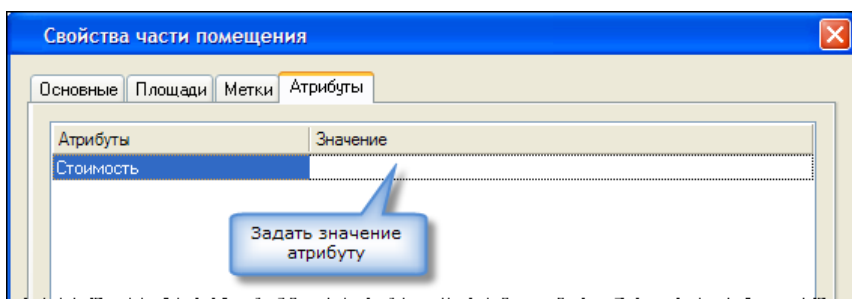 Свойства части помещения
Основные Площади Метки Атрибуты
Атрибуты Значение
Стоимость
Задать значение
атрибуту